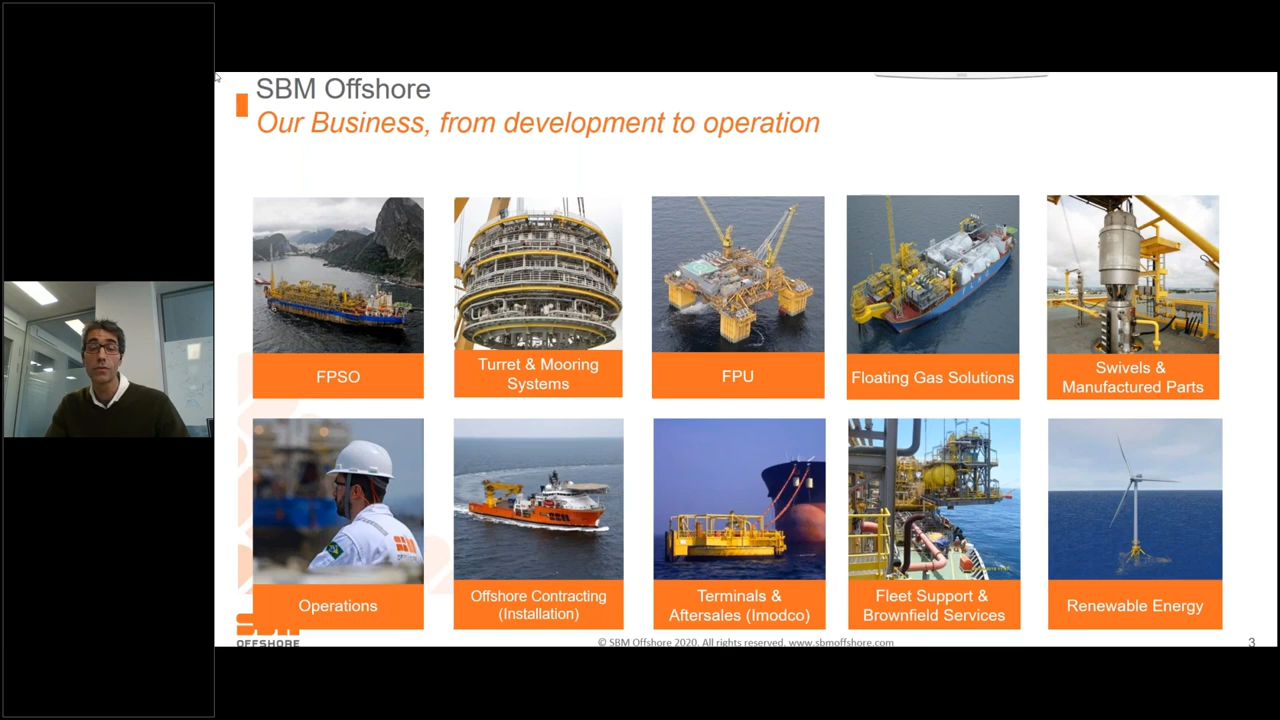 SBM Offshore
Our Business, from development to operation
FPSO
Turret & Mooring
Systems
FPU
Floating Gas Solutions
Swivels &
Manufactured Parts
Operations
Offshore Contracting
(Installation)
Terminals &
Aftersales (Imodco)
Fleet Support &
Brownfield Services
Renewable Energy
OFFSHORE
© SBM Offshore 2020. All rights reserved. www.sbmoffshore.com
3